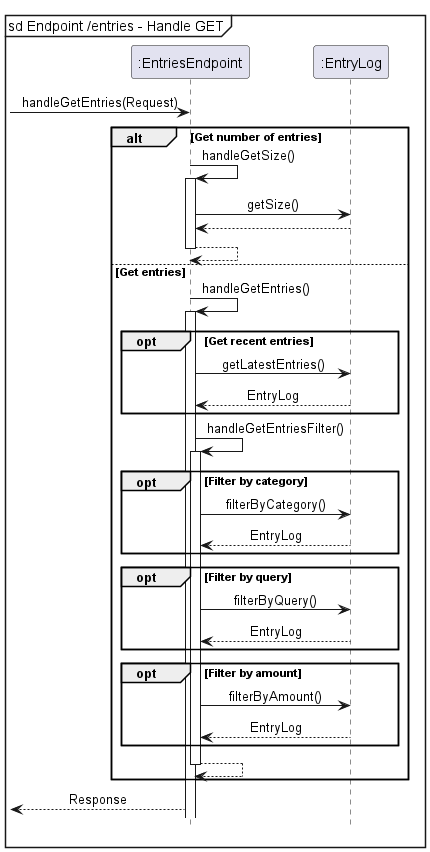 sd Endpoint /entries - Handle GET
:EntriesEndpoint
:EntryLog
handleGetEntries(Request)
alt
[Get number of entries]
handleGetSize()
getSize()
[Get entries]
handleGetEntries()
opt
[Get recent entries]
getLatestEntries()
EntryLog
handleGetEntriesFilter()
opt
[Filter by category]
filterByCategory()
EntryLog
opt
[Filter by query]
filterByQuery()
EntryLog
opt
[Filter by amount]
filterByAmount()
EntryLog
Response